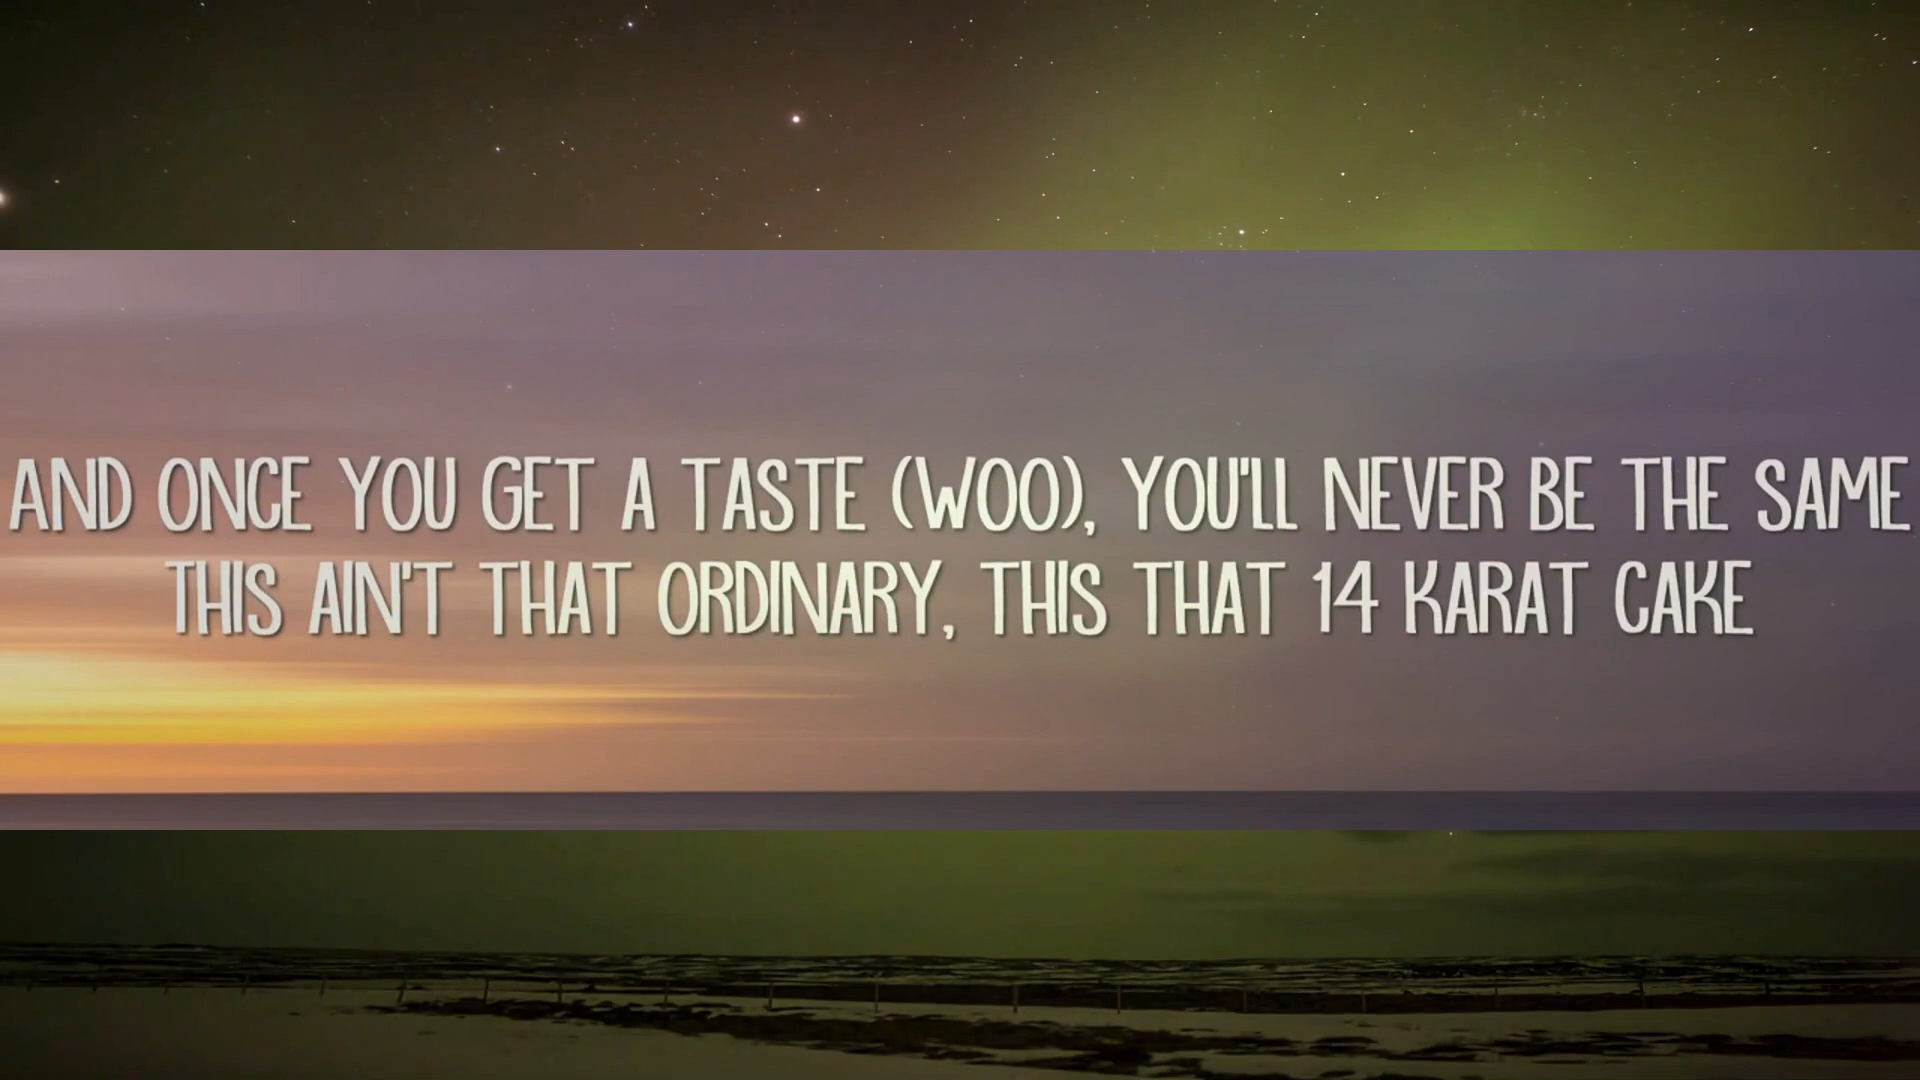 AND ONCE YOU GET A TASTE (WOO), YOU'LL NEVER BE THE SAME
THIS AIN'T THAT ORDINARY, THIS THAT 14 KARAT CAKE